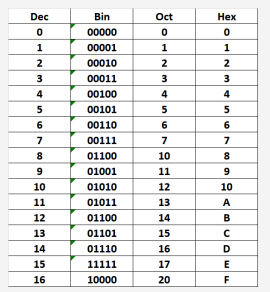 Dec Bin Oct Hex
0 00000 0 0
1 00001 1 1
2 00010 2 2
3 00011 3 3
4 00100 4 4
5 00101 5 5
6 00110 6 6
7 00111 7 7
8 01100 10 8
9 01001 11 9
10 01010 12 10
11 01011 13 A
12 01100 14 B
13 01101 15 C
14 01110 16 D
15 11111 17 E
16 10000 20 F